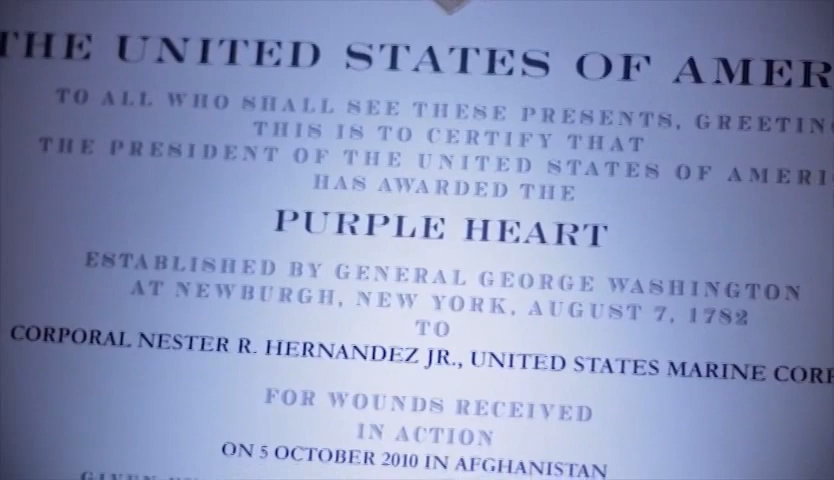 THE UNITED STATES OF AMER
TO ALL WHO SHALL SEE THESE PRESENTS, GREETIN
THIS IS TO CERTIFY THAT
THE PRESIDENT OF THE UNITED STATES OF AMERI
HAS AWARDED THE
PURPLE HEART
ESTABLISHED BY GENERAL GEORGE WASHINGTON
AT NEWBURGH, NEW YORK, AUGUST 7, 1782
TO
CORPORAL NESTER R. HERNANDEZ JR., UNITED STATES MARINE CORP
FOR WOUNDS RECEIVED
IN ACTION
ON 5 OCTOBER 2010 IN AFGHANISTAN
GIVEN